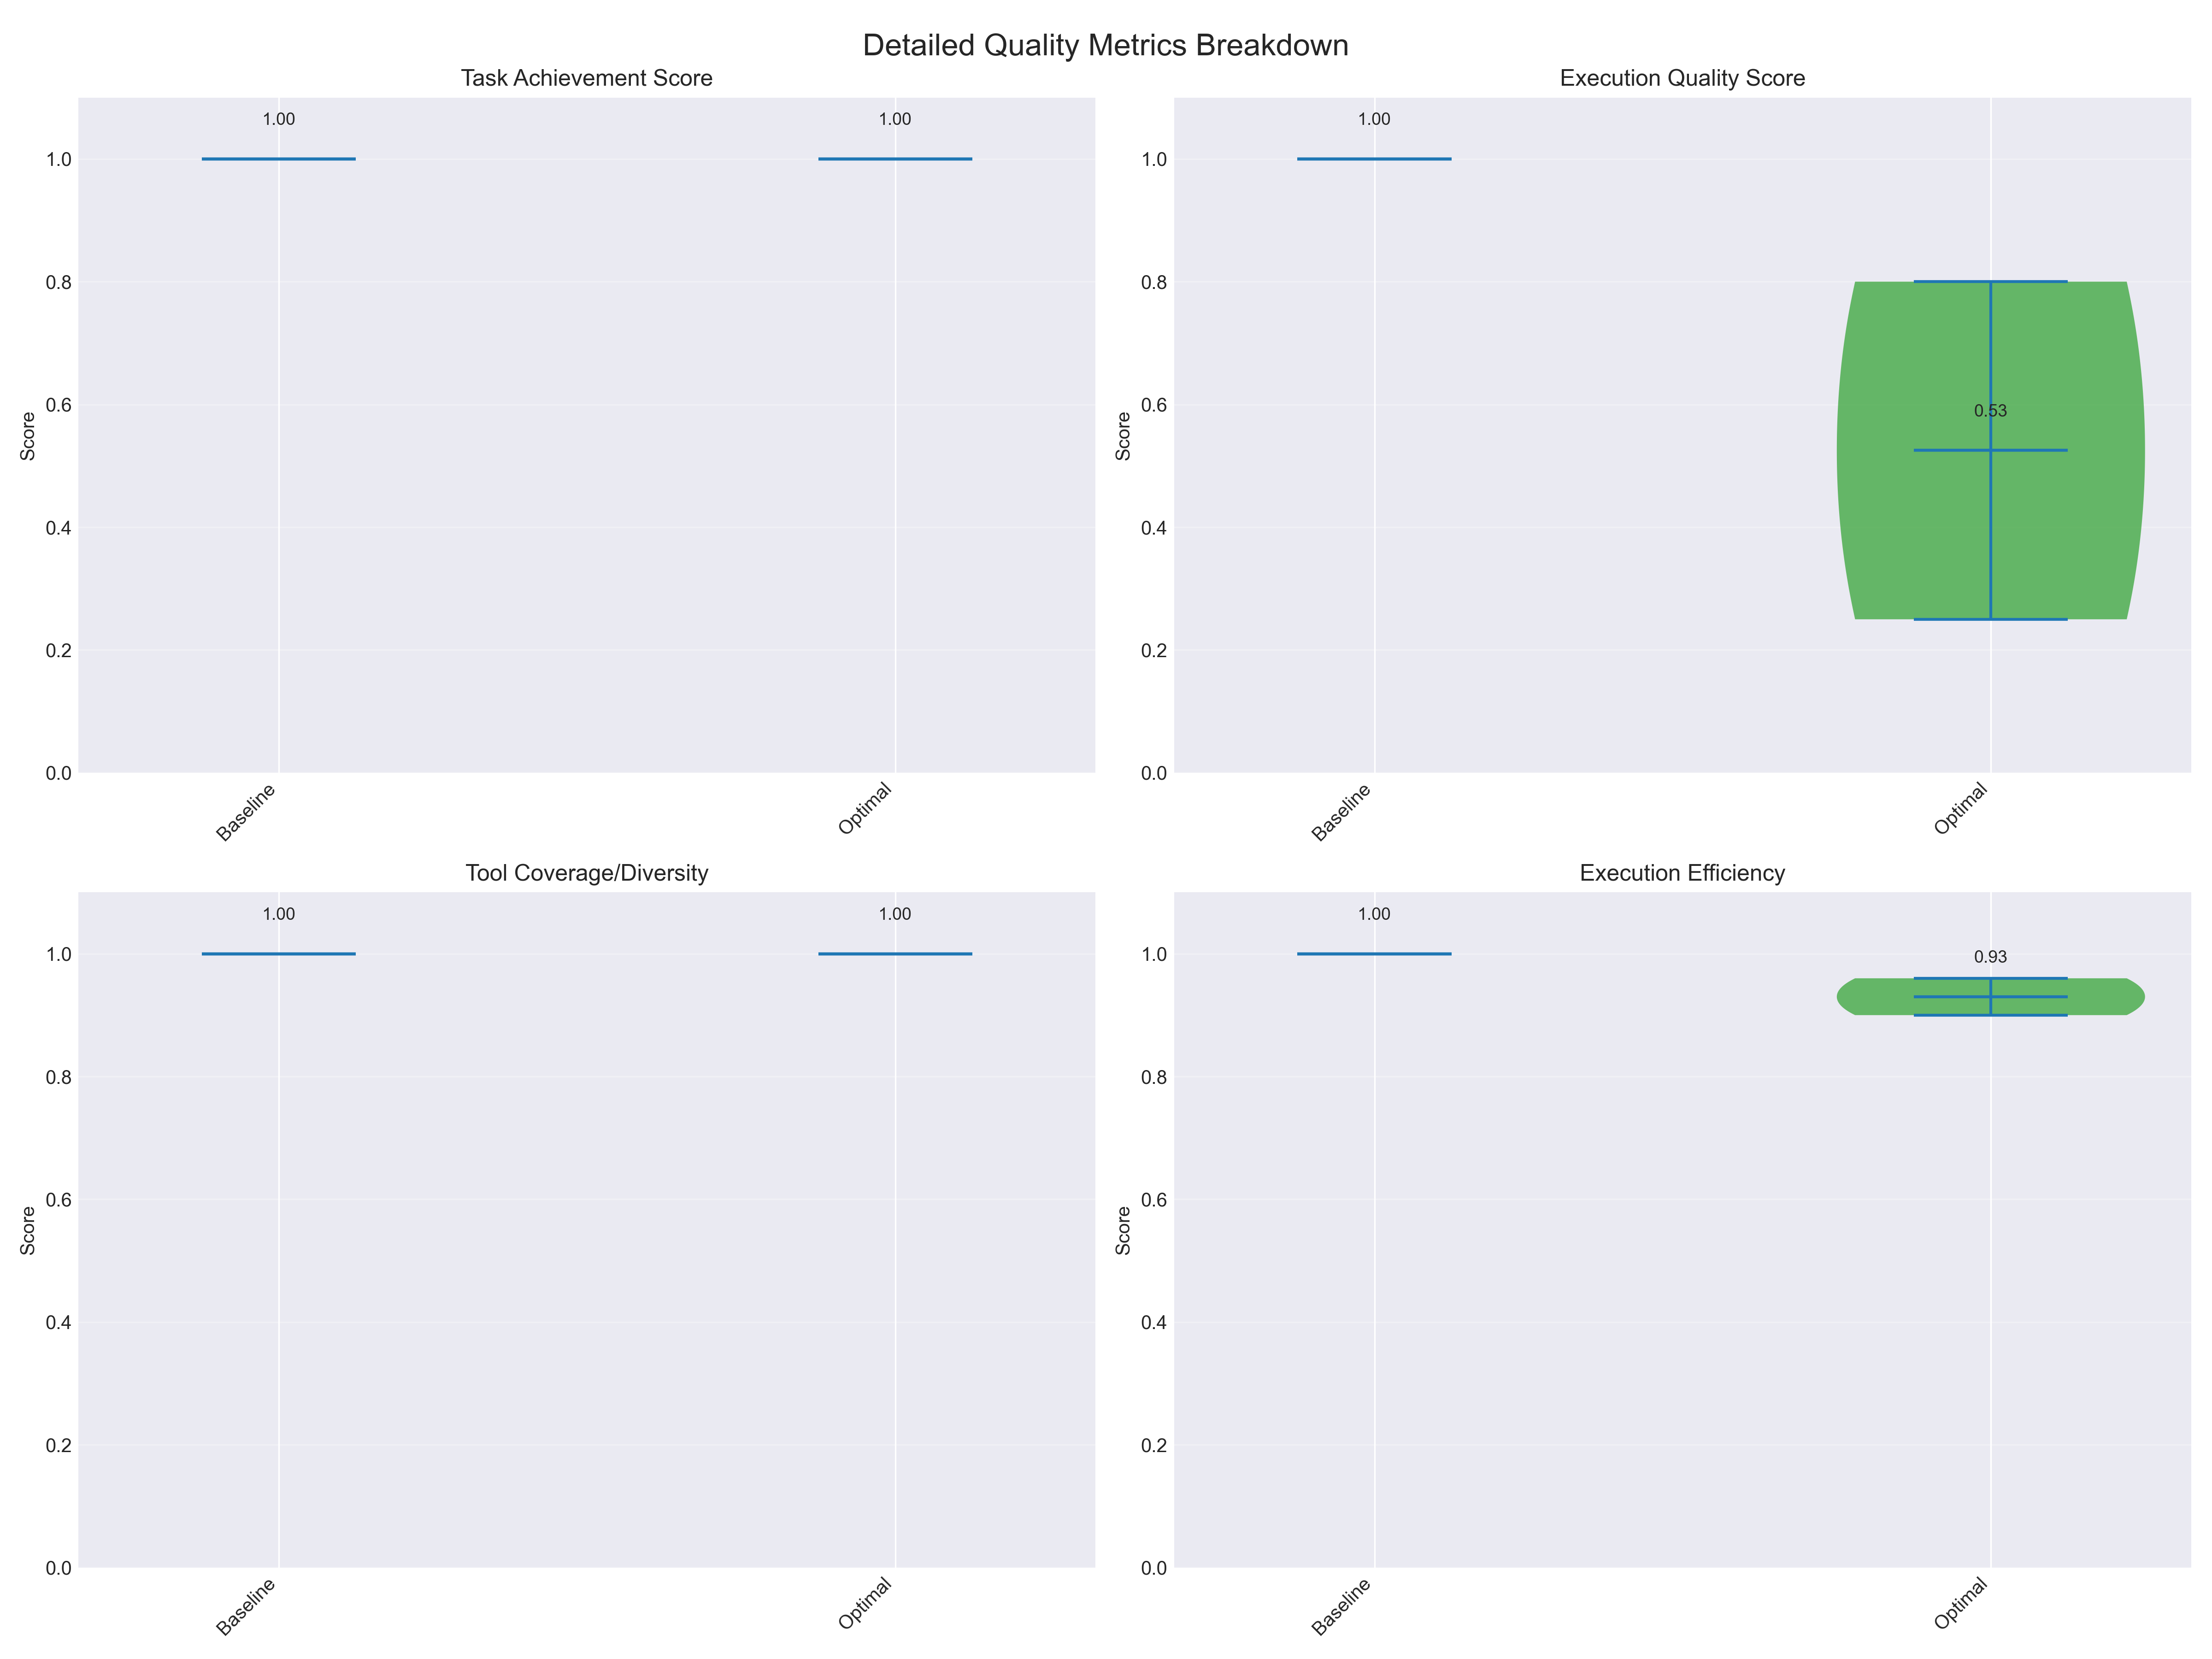 Detailed Quality Metrics Breakdown
Task Achievement Score
1.00
1.00
1.0
0.8
0.6
0.4
0.2
0.0
Score
Baseline
Optimal
Execution Quality Score
1.00
0.53
1.0
0.8
0.6
0.4
0.2
0.0
Score
Baseline
Optimal
Tool Coverage/Diversity
1.00
1.00
1.0
0.8
0.6
0.4
0.2
0.0
Score
Baseline
Optimal
Execution Efficiency
1.00
0.93
1.0
0.8
0.6
0.4
0.2
0.0
Score
Baseline
Optimal